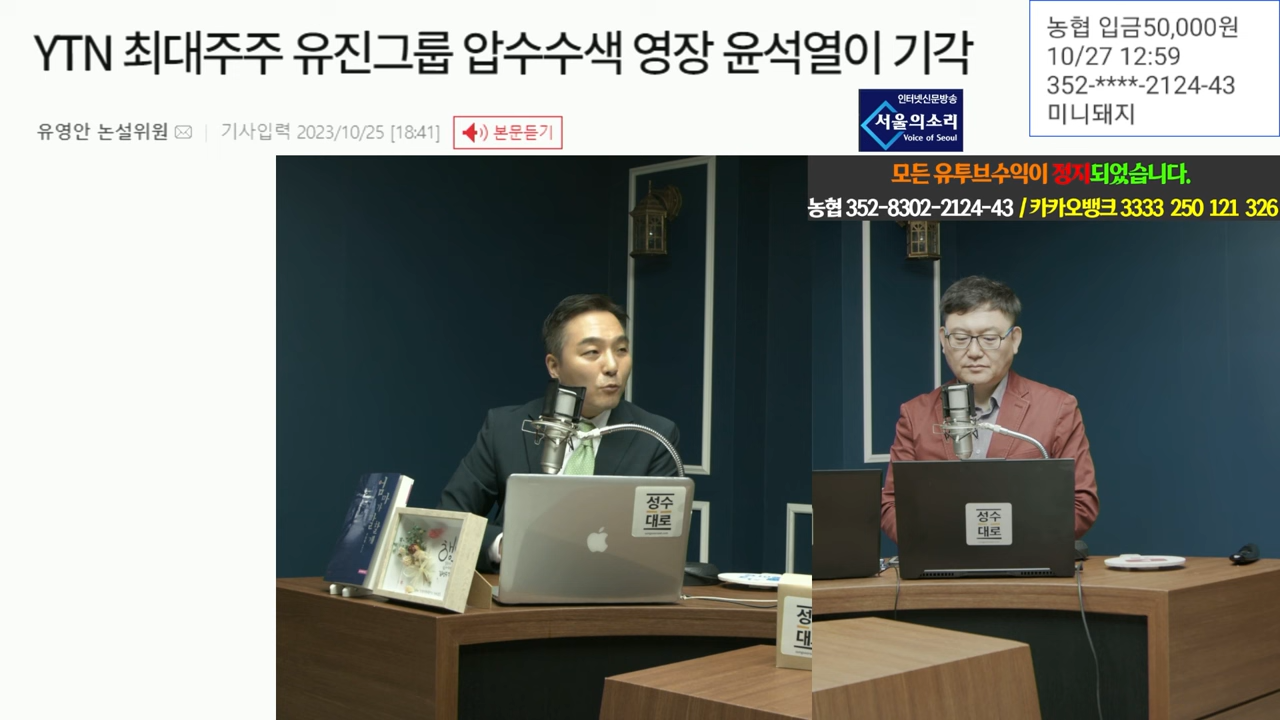 YTN 최대주주 유진그룹 압수수색 영장 윤석열이 기각
유영안 논설위원
기사입력 2023/10/25 [18:41]
본문듣기
인터넷신문방송
서울의소리
Voice of Seoul
농협 입금50,000원
10/27 12:59
352-****-2124-43
미니돼지
모든 유투브수익이 정지되었습니다.
농협 352-8302-2124-43 / 카카오뱅크 3333 250 121 326
성수
대로
성수
대로
성
대